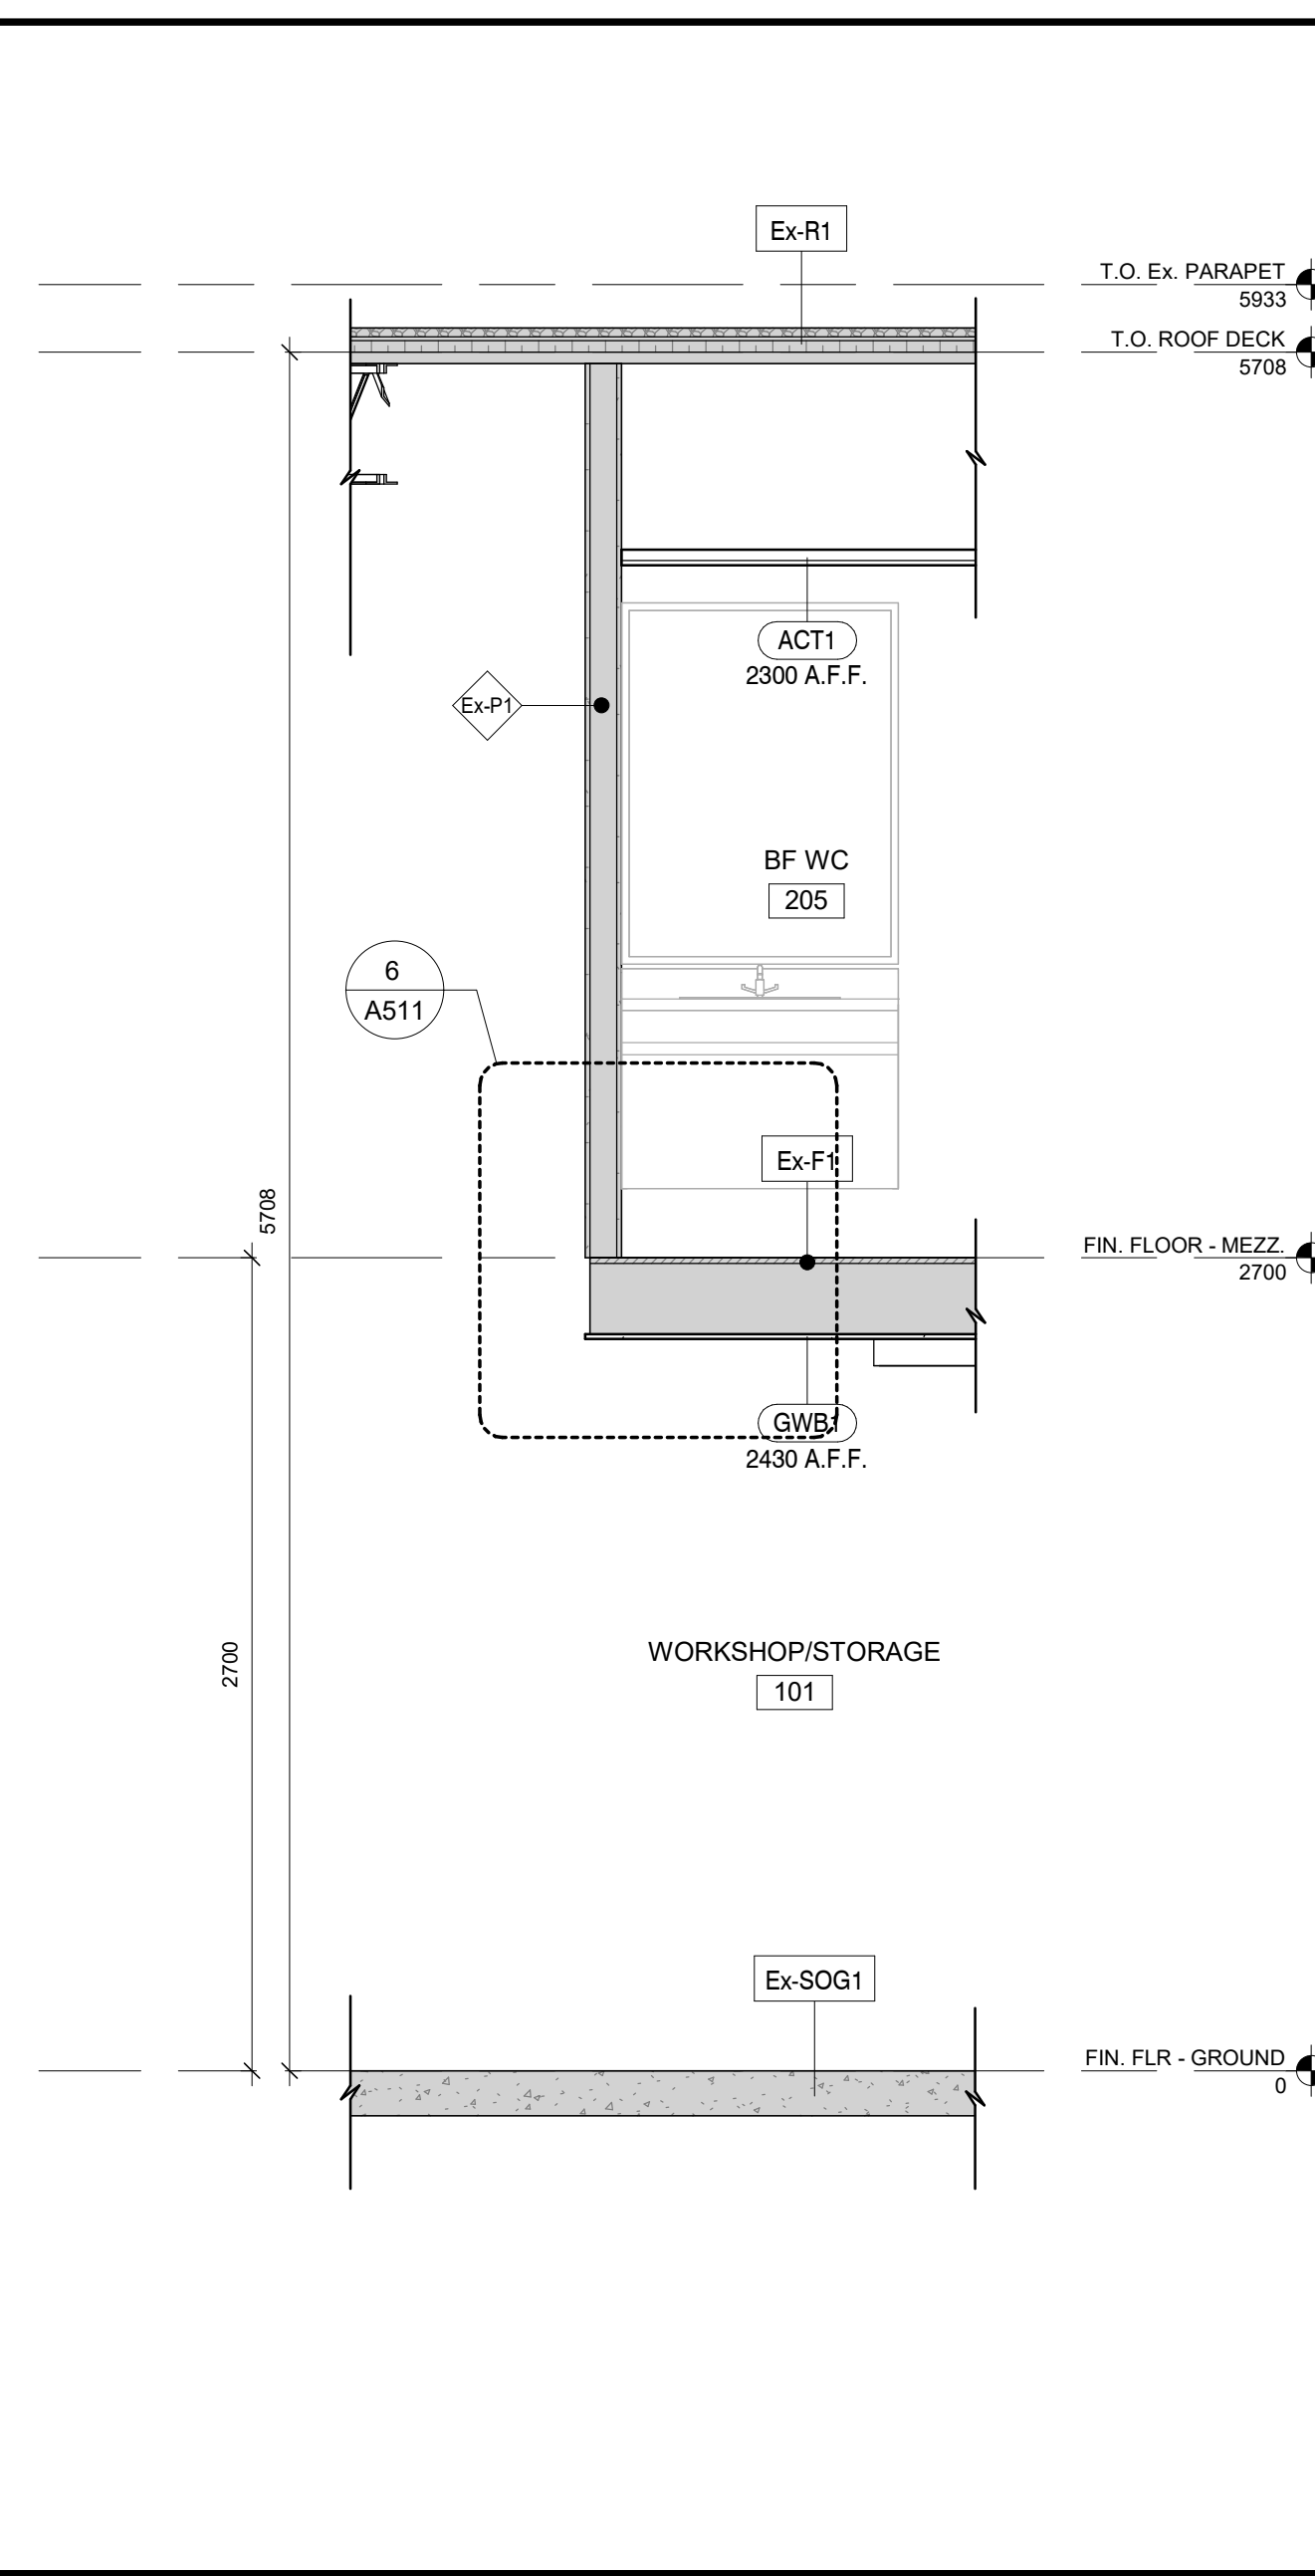 Ex-R1
T.O. Ex. PARAPET
5933
T.O. ROOF DECK
5708
ACT1
2300 A.F.F.
Ex-P1
BF WC
205
6
A511
Ex-F1
5708
FIN. FLOOR - MEZZ.
2700
GWB1
2430 A.F.F.
WORKSHOP/STORAGE
101
2700
Ex-SOG1
FIN. FLR - GROUND
0